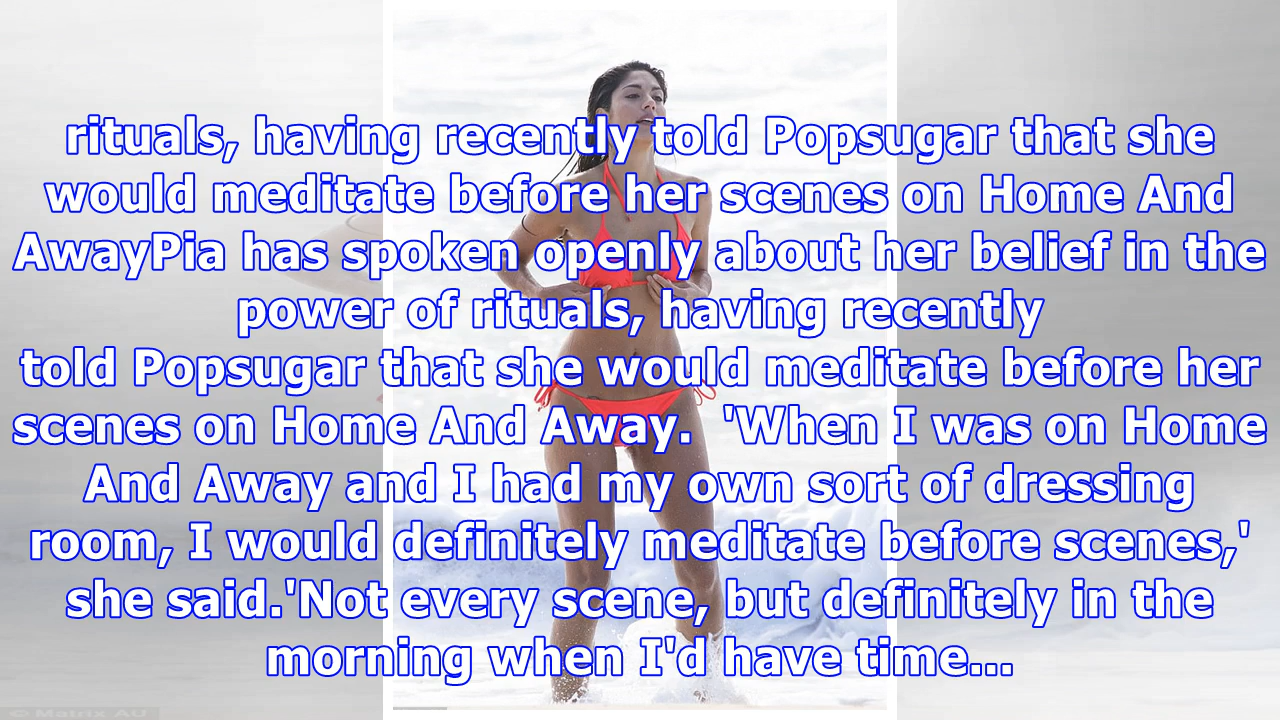 rituals, having recently told Popsugar that she
would meditate before her scenes on Home And
AwayPia has spoken openly about her belief in the
power of rituals, having recently
told Popsugar that she would meditate before her
scenes on Home And Away.  'When I was on Home
And Away and I had my own sort of dressing
room, I would definitely meditate before scenes,'
she said.'Not every scene, but definitely in the
morning when I'd have time...
© Matrix AU